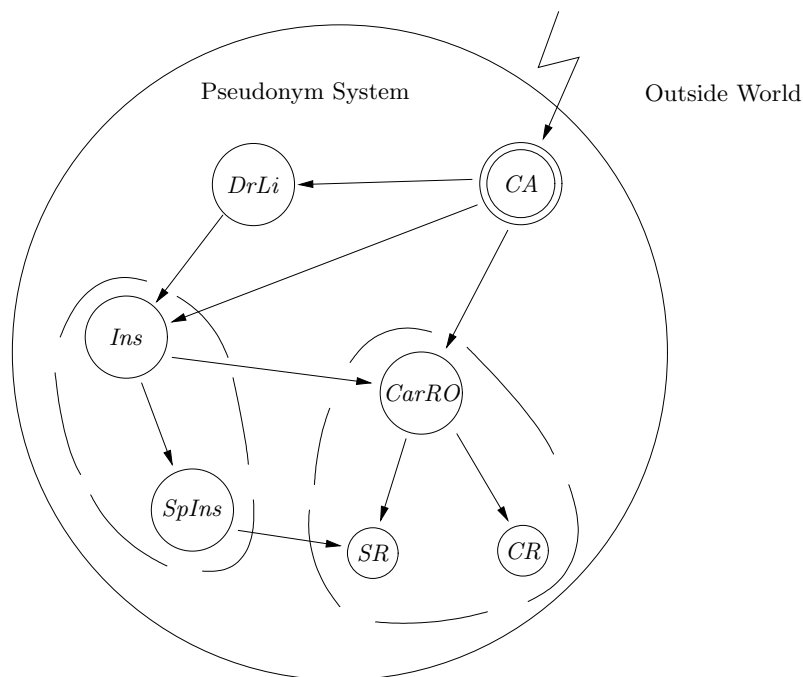 Pseudonym System
Outside World
DrLi
CA
Ins
CarRO
SpIns
SR
CR